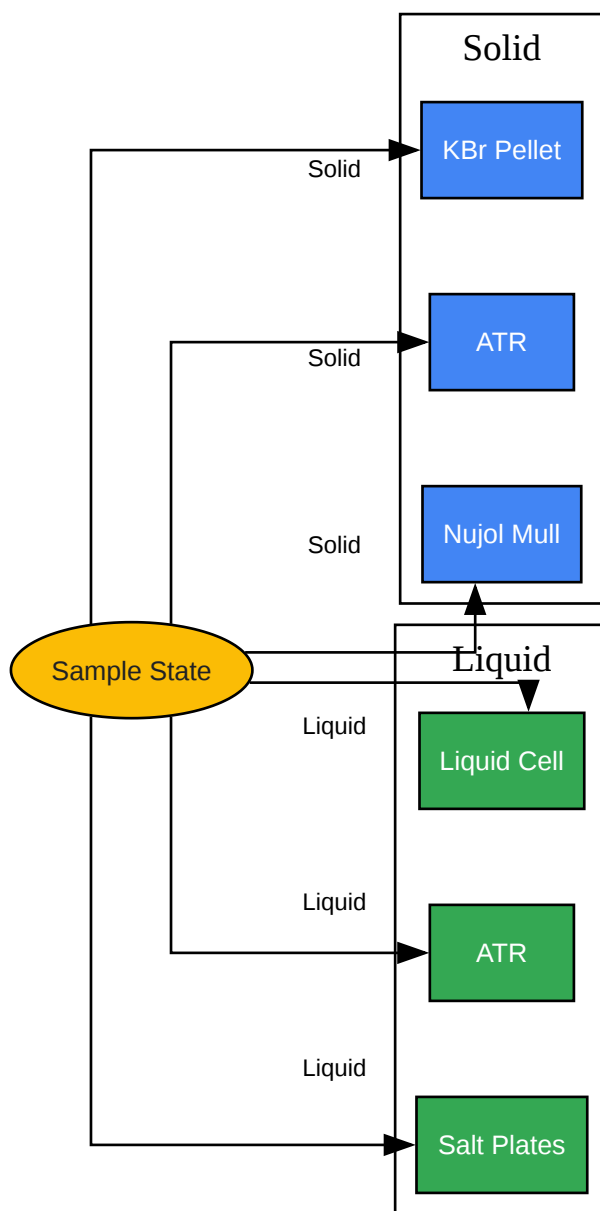 Solid
KBr Pellet
Solid
ATR
Solid
Nujol Mull
Solid
Sample State
Liquid
Liquid
Liquid Cell
Liquid
ATR
Liquid
Salt Plates